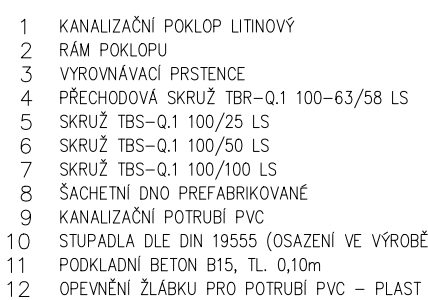 1 KANALIZAČNÍ POKLOP LITINOVÝ
2 RÁM POKLOPU
3 VYROVNÁVACÍ PRSTENCE
4 PŘECHODOVÁ SKRUŽ TBR-Q.1 100-63/58 LS
5 SKRUŽ TBS-Q.1 100/25 LS
6 SKRUŽ TBS-Q.1 100/50 LS
7 SKRUŽ TBS-Q.1 100/100 LS
8 ŠACHETNÍ DNO PREFABRIKOVANÉ
9 KANALIZAČNÍ POTRUBÍ PVC
10 STUPADLA DLE DIN 19555 (OSAZENÍ VE VÝROBĚ
11 PODKLADNÍ BETON B15, TL. 0,10m
12 OPEVNĚNÍ ŽLÁBKU PRO POTRUBÍ PVC - PLAST